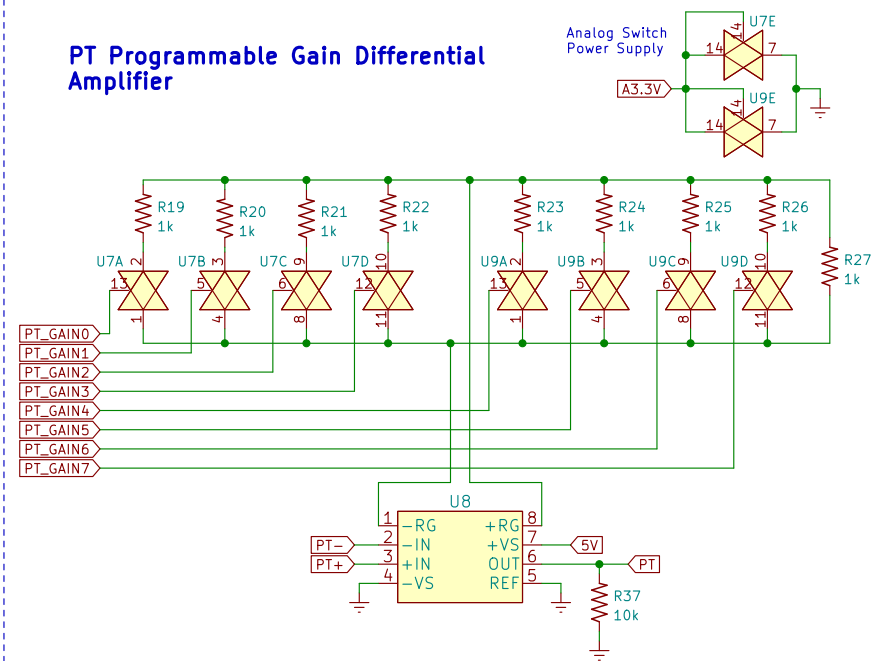 PT Programmable Gain Differential
Amplifier
Analog Switch
Power Supply
U7E
14
14
7
A3.3V
U9E
14
14
7
R19
1k
R20
1k
R21
1k
R22
1k
R23
1k
R24
1k
R25
1k
R26
1k
R27
1k
U7A
2
13
1
U7B
3
5
4
U7C
9
6
8
U7D
10
12
11
U9A
2
13
1
U9B
3
5
4
U9C
9
6
8
U9D
10
12
11
PT_GAIN0
PT_GAIN1
PT_GAIN2
PT_GAIN3
PT_GAIN4
PT_GAIN5
PT_GAIN6
PT_GAIN7
U8
1 -RG +RG 8
PT- 2 -IN +VS 7 5V
PT+ 3 +IN OUT 6 PT
4 -VS REF 5
R37
10k